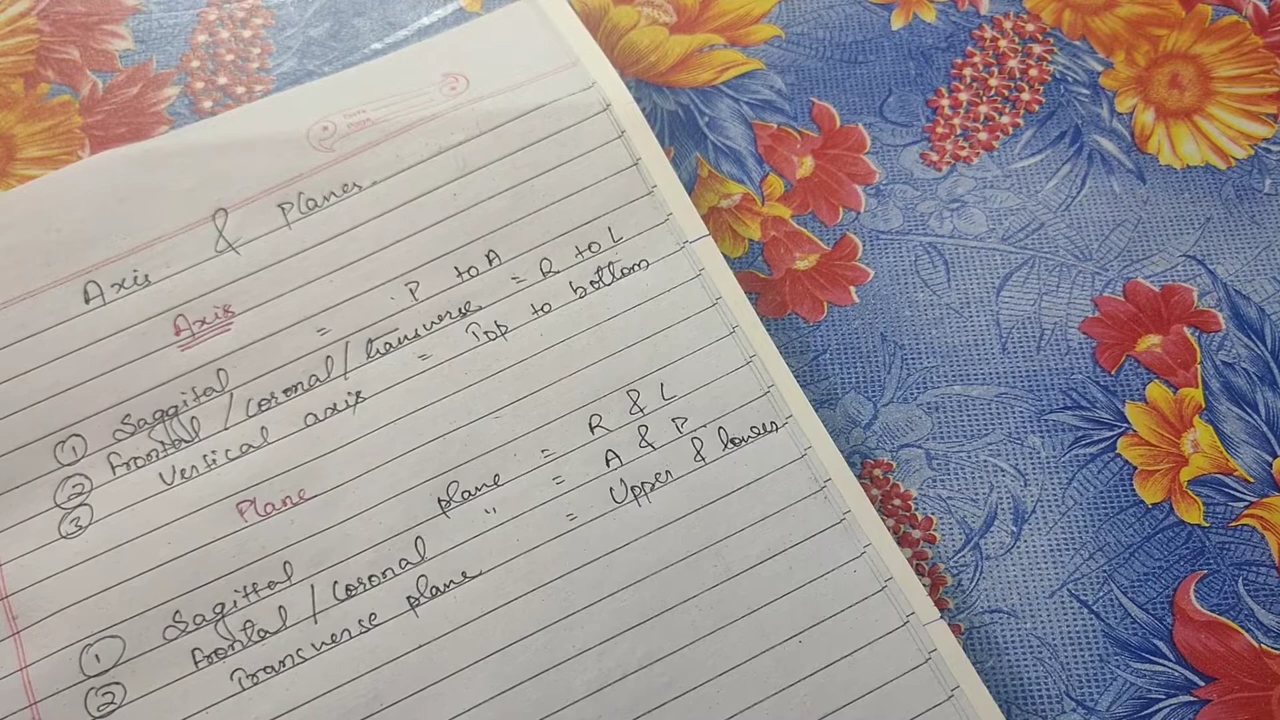 Axis & planes.
Axis
① Saggital = P to A
② frontal / coronal / transverse = R to L
③ Vertical axis = Top to bottom
Plane
① Sagittal plane = R & L
② frontal / coronal " = A & P
Transverse plane = Upper & lower